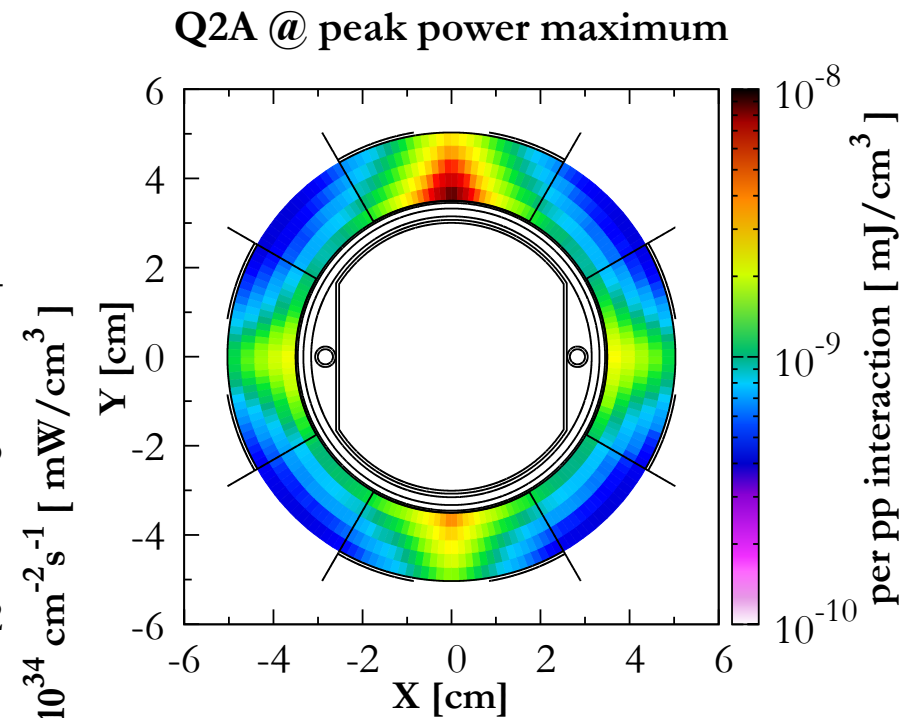 Q2A @ peak power maximum
10^34 cm^-2 s^-1 [ mW/cm^3 ]
Y [cm]
6
4
2
0
-2
-4
-6
-6 -4 -2 0 2 4 6
X [cm]
10^-8
10^-9
10^-10
per pp interaction [ mJ/cm^3 ]